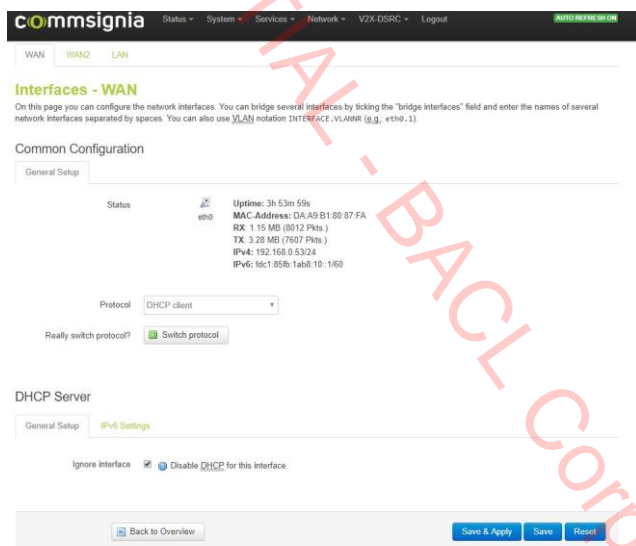 commsignia Status System Services Network V2X-DSRC Logout AUTO REFRESH ON
WAN WAN2 LAN
Interfaces - WAN
On this page you can configure the network interfaces. You can bridge several interfaces by ticking the "bridge interfaces" field and enter the names of several
network interfaces separated by spaces. You can also use VLAN notation INTERFACE.VLANNR (e.g.: eth0.1).
Common Configuration
General Setup
Status
eth0
Uptime: 3h 53m 59s
MAC-Address: DA:A9:B1:80:87:FA
RX: 1.15 MB (8012 Pkts.)
TX: 3.28 MB (7607 Pkts.)
IPv4: 192.168.0.53/24
IPv6: fdc1:85fb:1ab8:10::1/60
Protocol DHCP client
Really switch protocol? Switch protocol
DHCP Server
General Setup IPv6 Settings
Ignore interface Disable DHCP for this interface.
Back to Overview Save & Apply Save Reset
TIAL - BACL Corp